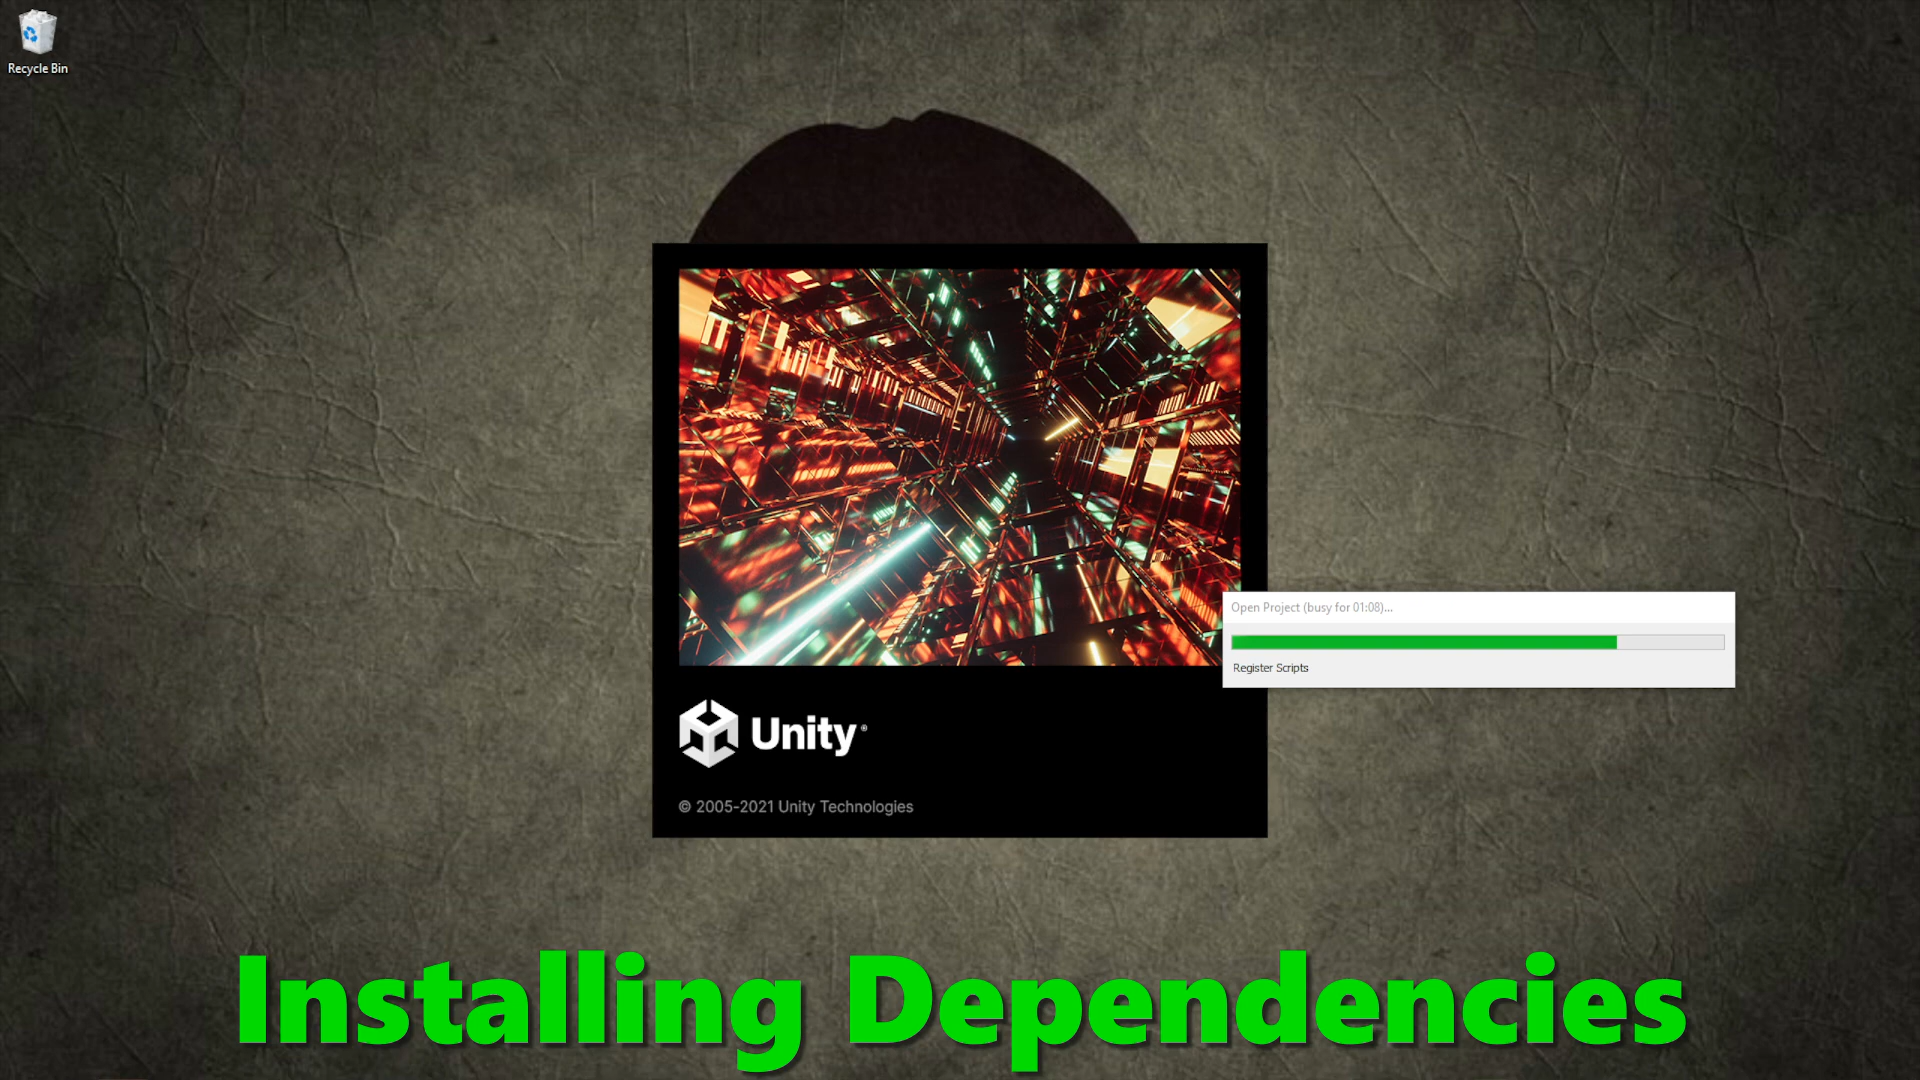 Recycle Bin
Open Project (busy for 01:08)...
Register Scripts
Unity®
© 2005-2021 Unity Technologies
Installing Dependencies